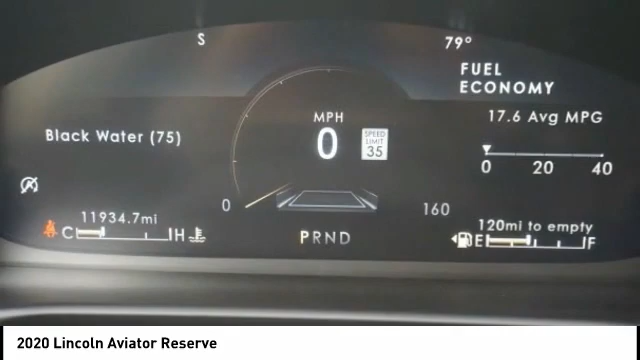 S
79°
FUEL
ECONOMY
17.6 Avg MPG
0 20 40
MPH
0
SPEED
LIMIT
35
Black Water (75)
0
160
11934.7mi
C H
PRND
120mi to empty
E F
2020 Lincoln Aviator Reserve